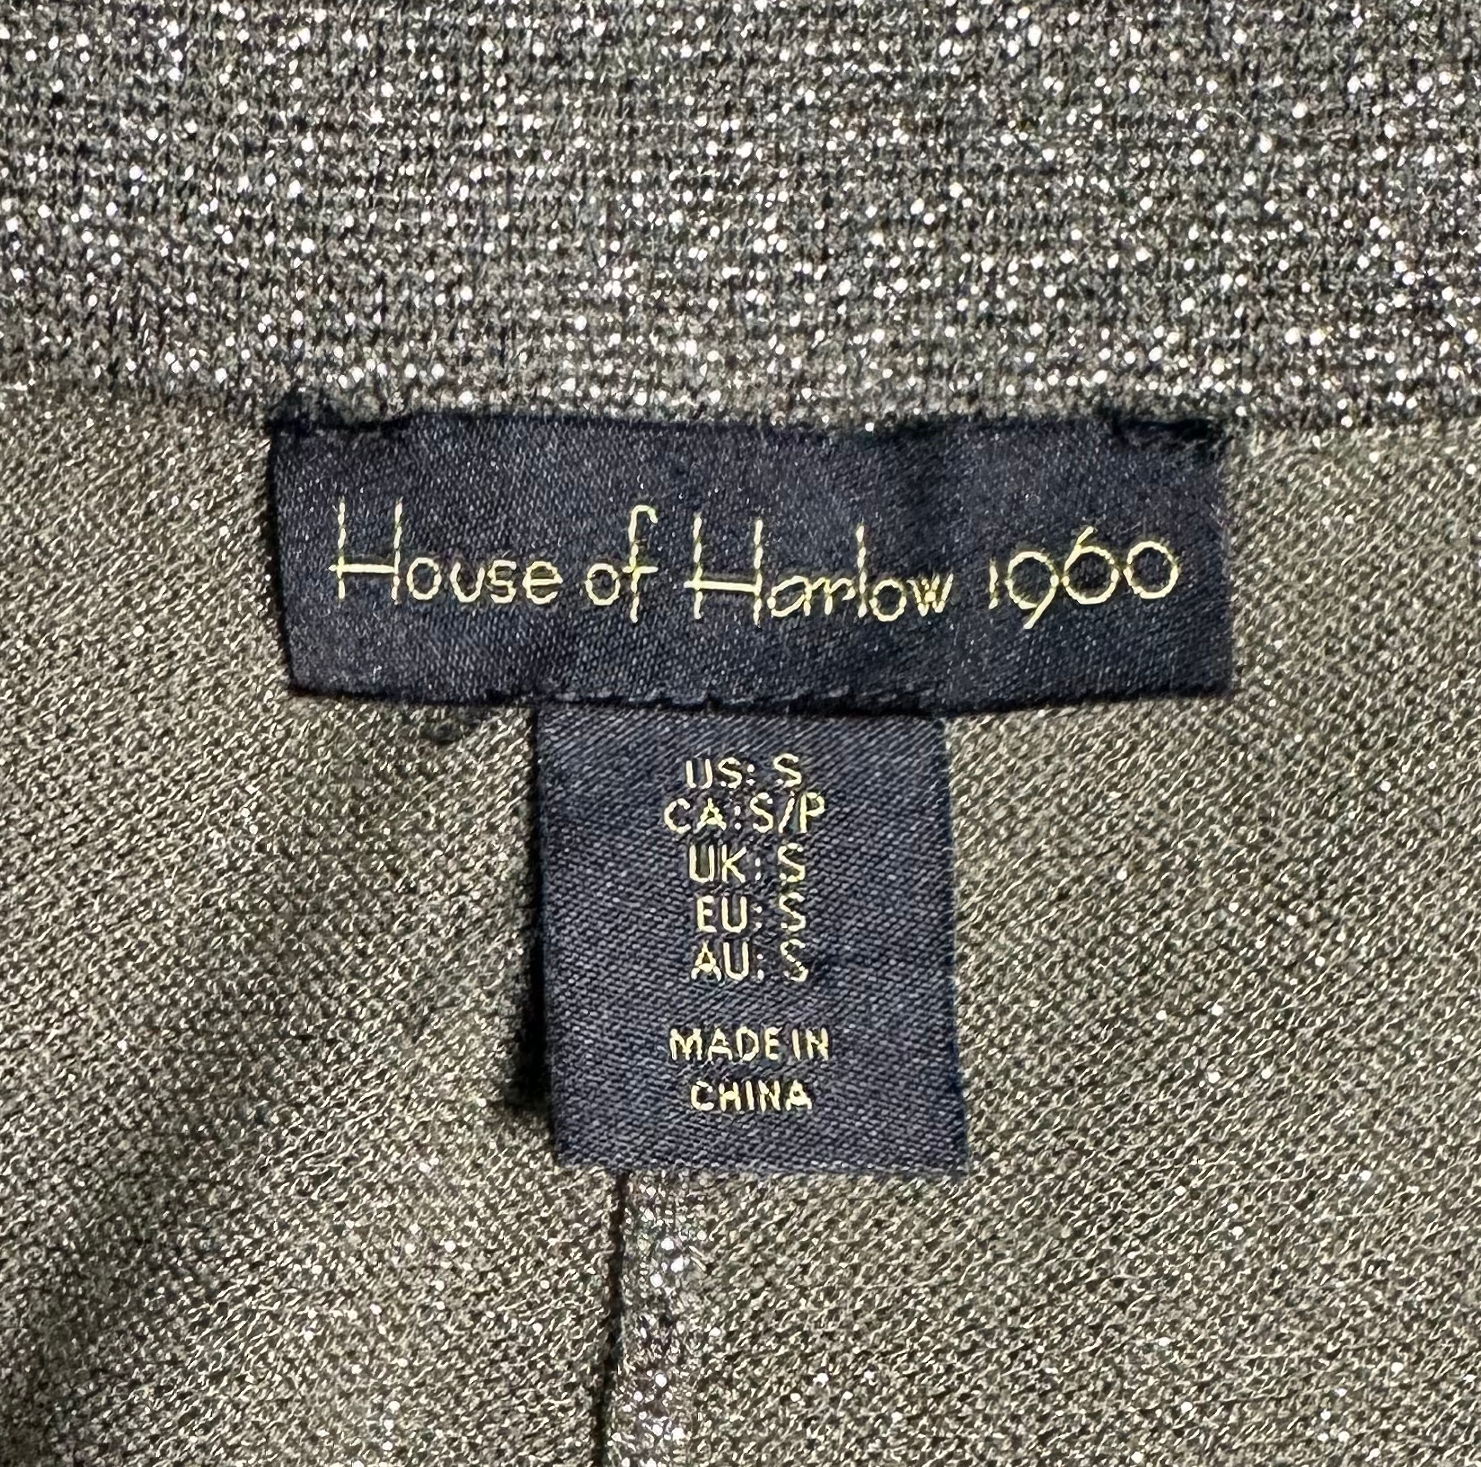 House of Harlow 1960
US: S
CA: S/P
UK: S
EU: S
AU: S
MADE IN
CHINA